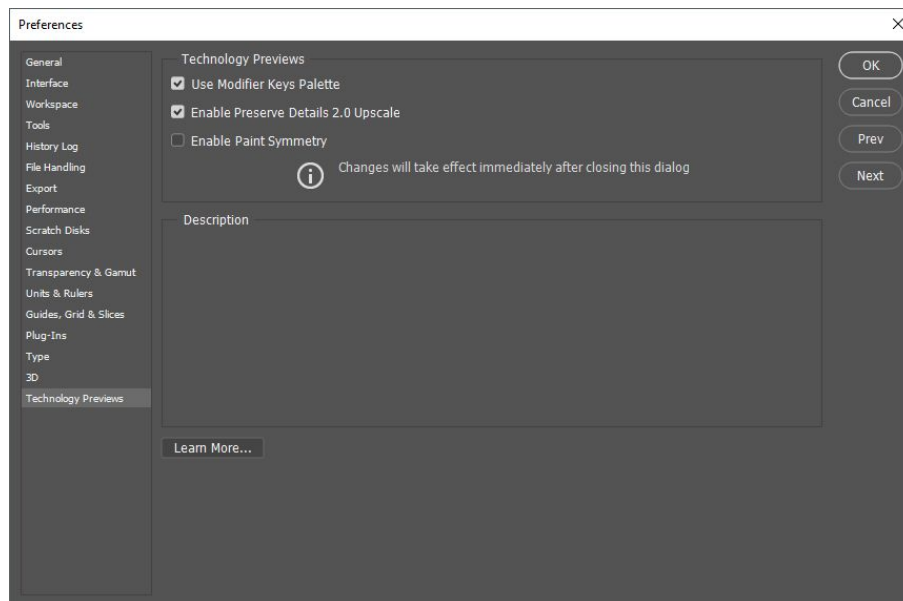 Preferences
General
Interface
Workspace
Tools
History Log
File Handling
Export
Performance
Scratch Disks
Cursors
Transparency & Gamut
Units & Rulers
Guides, Grid & Slices
Plug-Ins
Type
3D
Technology Previews
Technology Previews
Use Modifier Keys Palette
Enable Preserve Details 2.0 Upscale
Enable Paint Symmetry
Changes will take effect immediately after closing this dialog
Description
Learn More...
OK
Cancel
Prev
Next